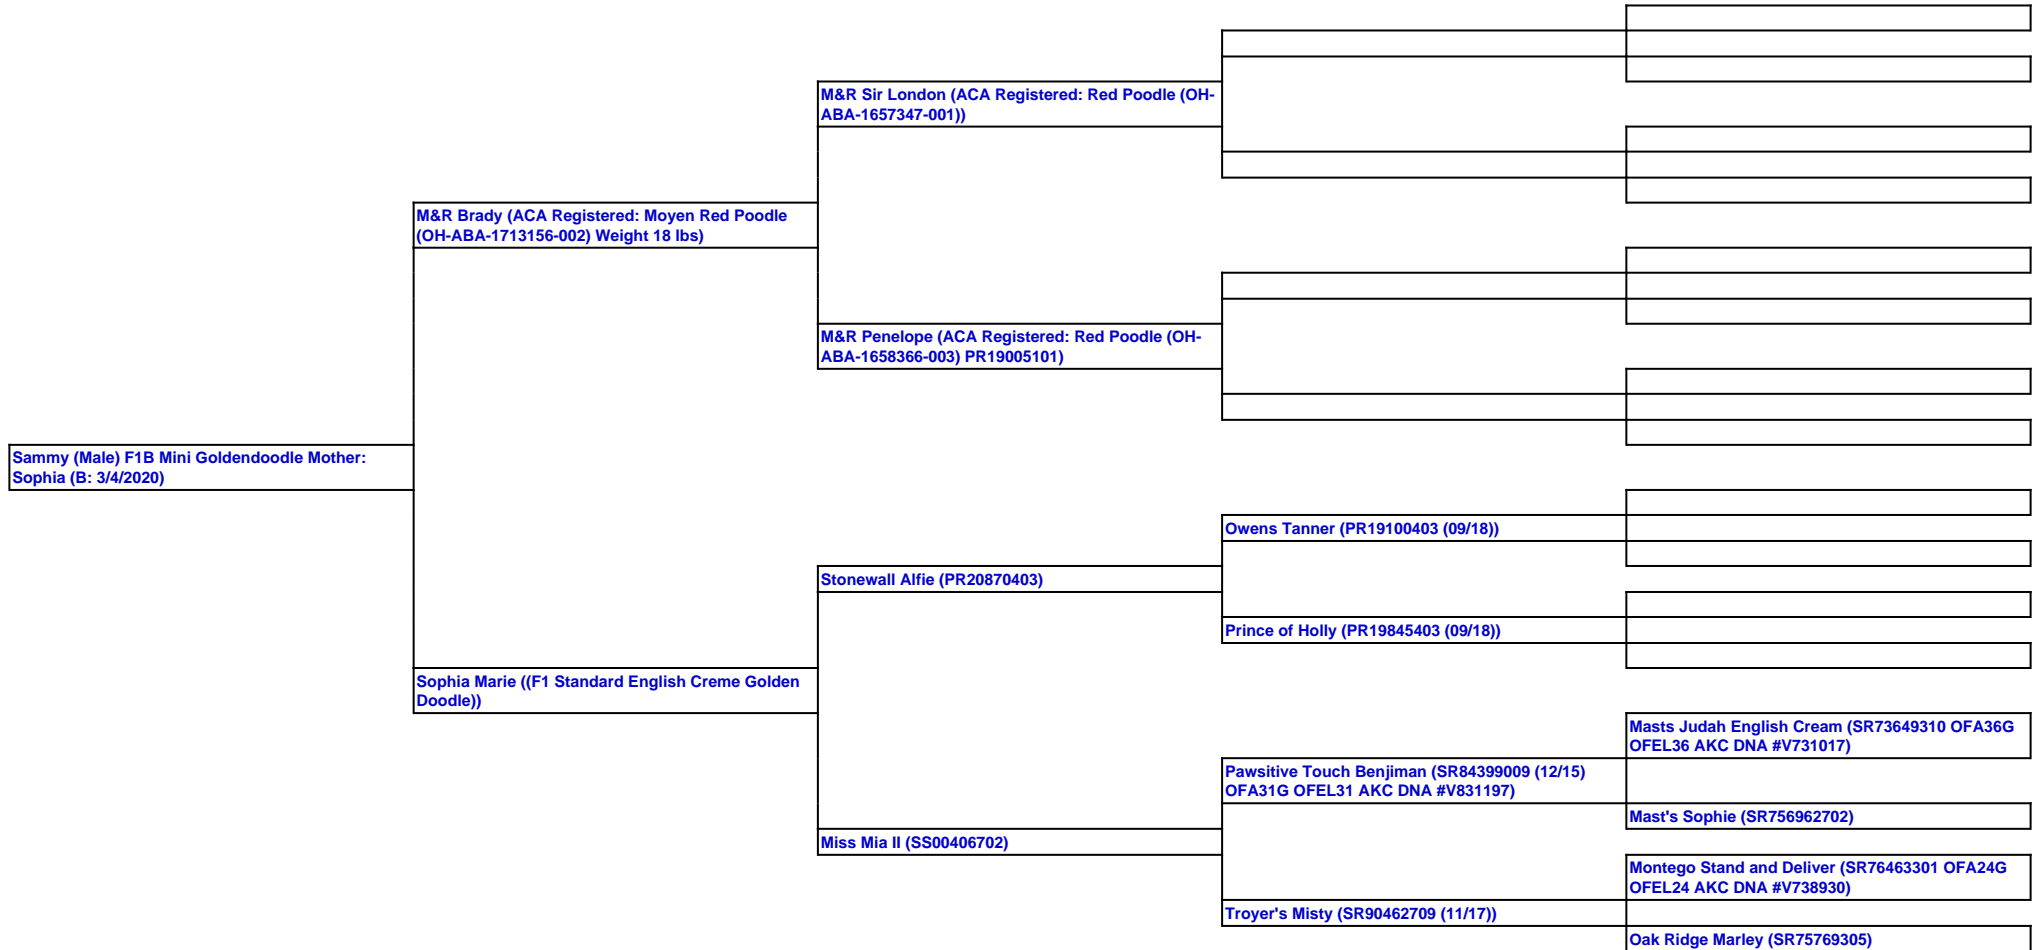 M&R Sir London (ACA Registered: Red Poodle (OH-
ABA-1657347-001))
M&R Brady (ACA Registered: Moyen Red Poodle
(OH-ABA-1713156-002) Weight 18 lbs)
M&R Penelope (ACA Registered: Red Poodle (OH-
ABA-1658366-003) PR19005101)
Sammy (Male) F1B Mini Goldendoodle Mother:
Sophia (B: 3/4/2020)
Owens Tanner (PR19100403 (09/18))
Stonewall Alfie (PR20870403)
Prince of Holly (PR19845403 (09/18))
Sophia Marie ((F1 Standard English Creme Golden
Doodle))
Masts Judah English Cream (SR73649310 OFA36G
OFEL36 AKC DNA #V731017)
Pawsitive Touch Benjiman (SR84399009 (12/15)
OFA31G OFEL31 AKC DNA #V831197)
Mast's Sophie (SR756962702)
Miss Mia II (SS00406702)
Montego Stand and Deliver (SR76463301 OFA24G
OFEL24 AKC DNA #V738930)
Troyer's Misty (SR90462709 (11/17))
Oak Ridge Marley (SR75769305)